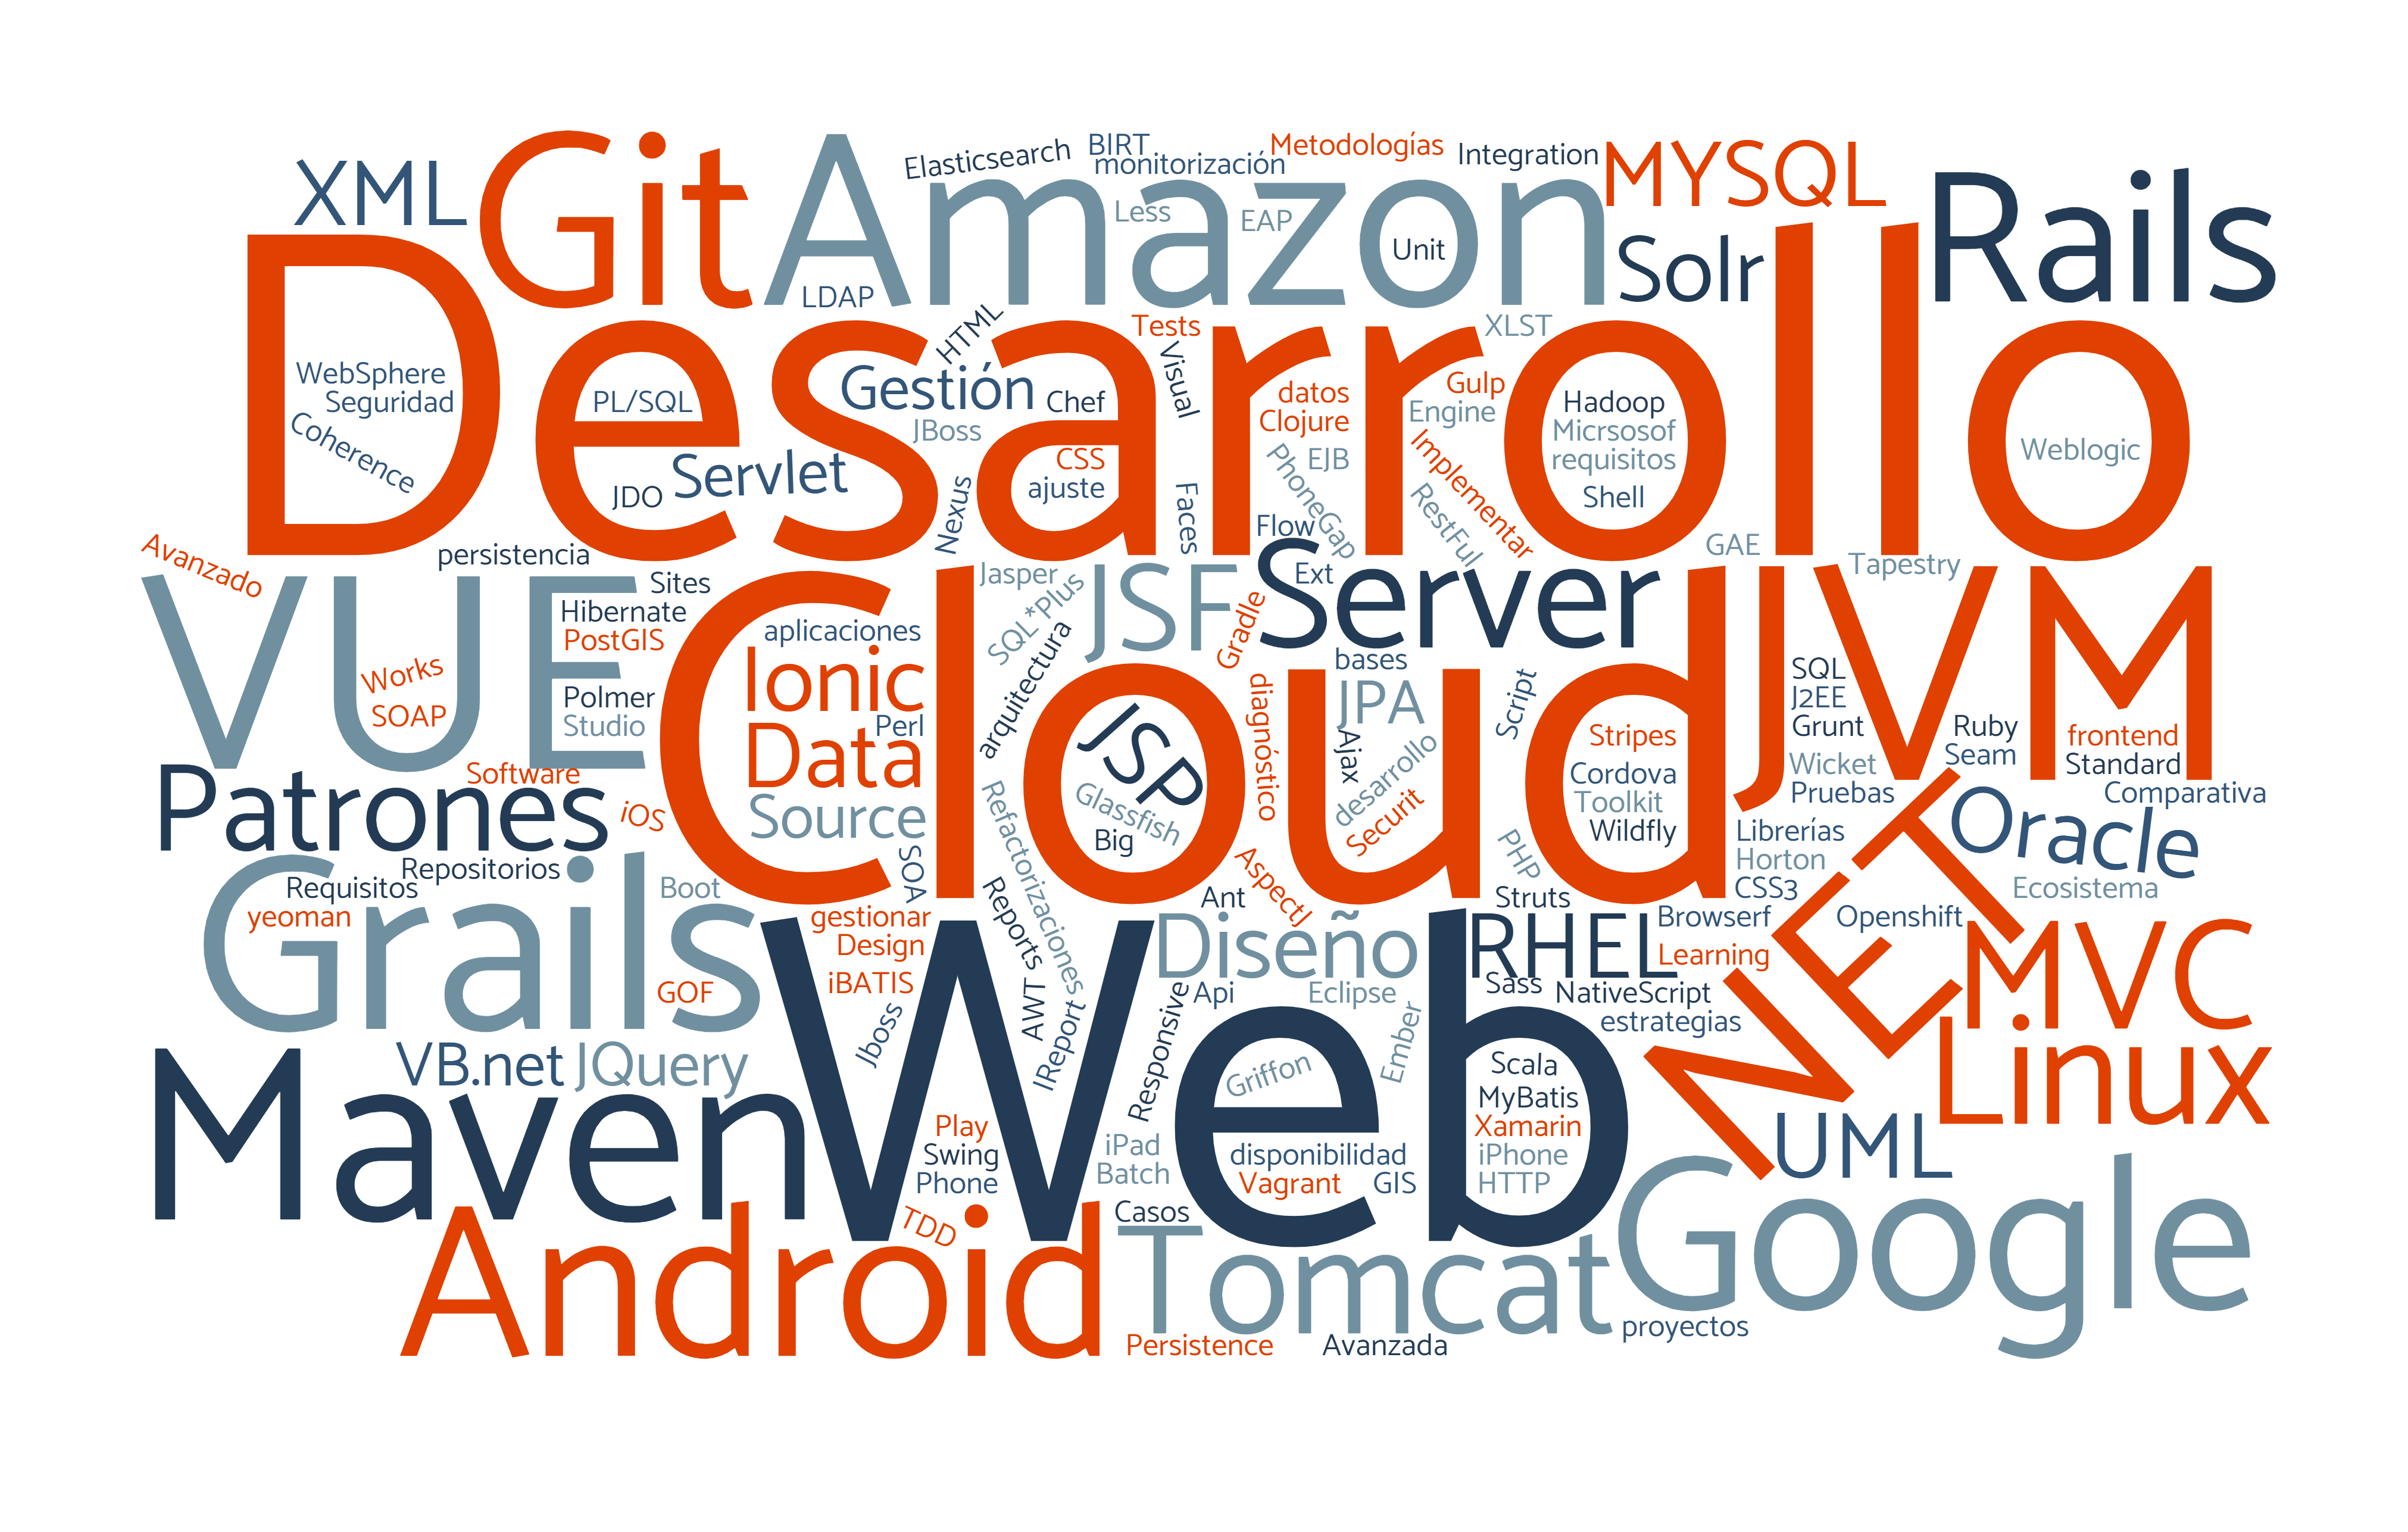 Elasticsearch
BIRT
monitorización
Metodologías
Integration
MYSQL
XML
Git
Amazon
Less
EAP
Unit
Solr
Rails
LDAP
Desarrollo
HTML
Tests
XLST
Visual
WebSphere
Seguridad
Coherence
PL/SQL
JDO
Servlet
Gestión
JBoss
Chef
CSS
ajuste
Nexus
Faces
datos
Clojure
EJB
PhoneGap
Flow
Gulp
Engine
Implementar
RestFul
Hadoop
Micrsosof
requisitos
Shell
Weblogic
GAE
Tapestry
Avanzado
persistencia
VUE
Sites
Hibernate
PostGIS
Works
SOAP
Polmer
Studio
Software
Cloud
aplicaciones
Ionic
Data
Perl
Source
SOA
Jasper
SQL*Plus
arquitectura
JSF
Server
Ext
Gradle
diagnóstico
JSP
Glassfish
Big
bases
JPA
Ajax
desarrollo
Securit
Script
PHP
Stripes
Cordova
Toolkit
Wildfly
JVM
SQL
J2EE
Grunt
Wicket
Pruebas
Ruby
Seam
frontend
Standard
Comparativa
Patrones
iOS
Repositorios
Requisitos
yeoman
Grails
Boot
GOF
gestionar
Design
iBATIS
Jboss
Refactorizaciones
Reports
AWT
IReport
Web
Responsive
Ant
AspectJ
Diseño
Api
Eclipse
Ember
Struts
RHEL
Sass
NativeScript
estrategias
Librerías
Horton
CSS3
Browserf
Learning
.NET
Openshift
Oracle
Ecosistema
MVC
Linux
UML
Maven
VB.net
JQuery
Play
Swing
Phone
TDD
iPad
Batch
Casos
Griffon
disponibilidad
Vagrant
GIS
Scala
MyBatis
Xamarin
iPhone
HTTP
Android
Tomcat
Google
proyectos
Persistence
Avanzada